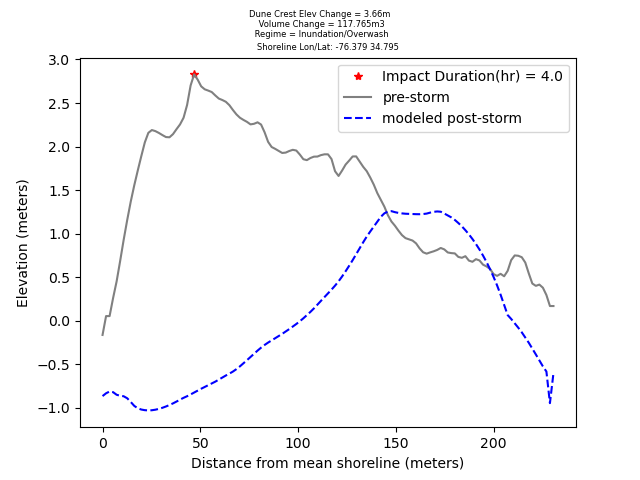 Dune Crest Elev Change = 3.66m
Volume Change = 117.765m3
Regime = Inundation/Overwash
Shoreline Lon/Lat: -76.379 34.795
Impact Duration(hr) = 4.0
pre-storm
modeled post-storm
3.0
2.5
2.0
1.5
1.0
0.5
0.0
−0.5
−1.0
Elevation (meters)
0
50
100
150
200
Distance from mean shoreline (meters)